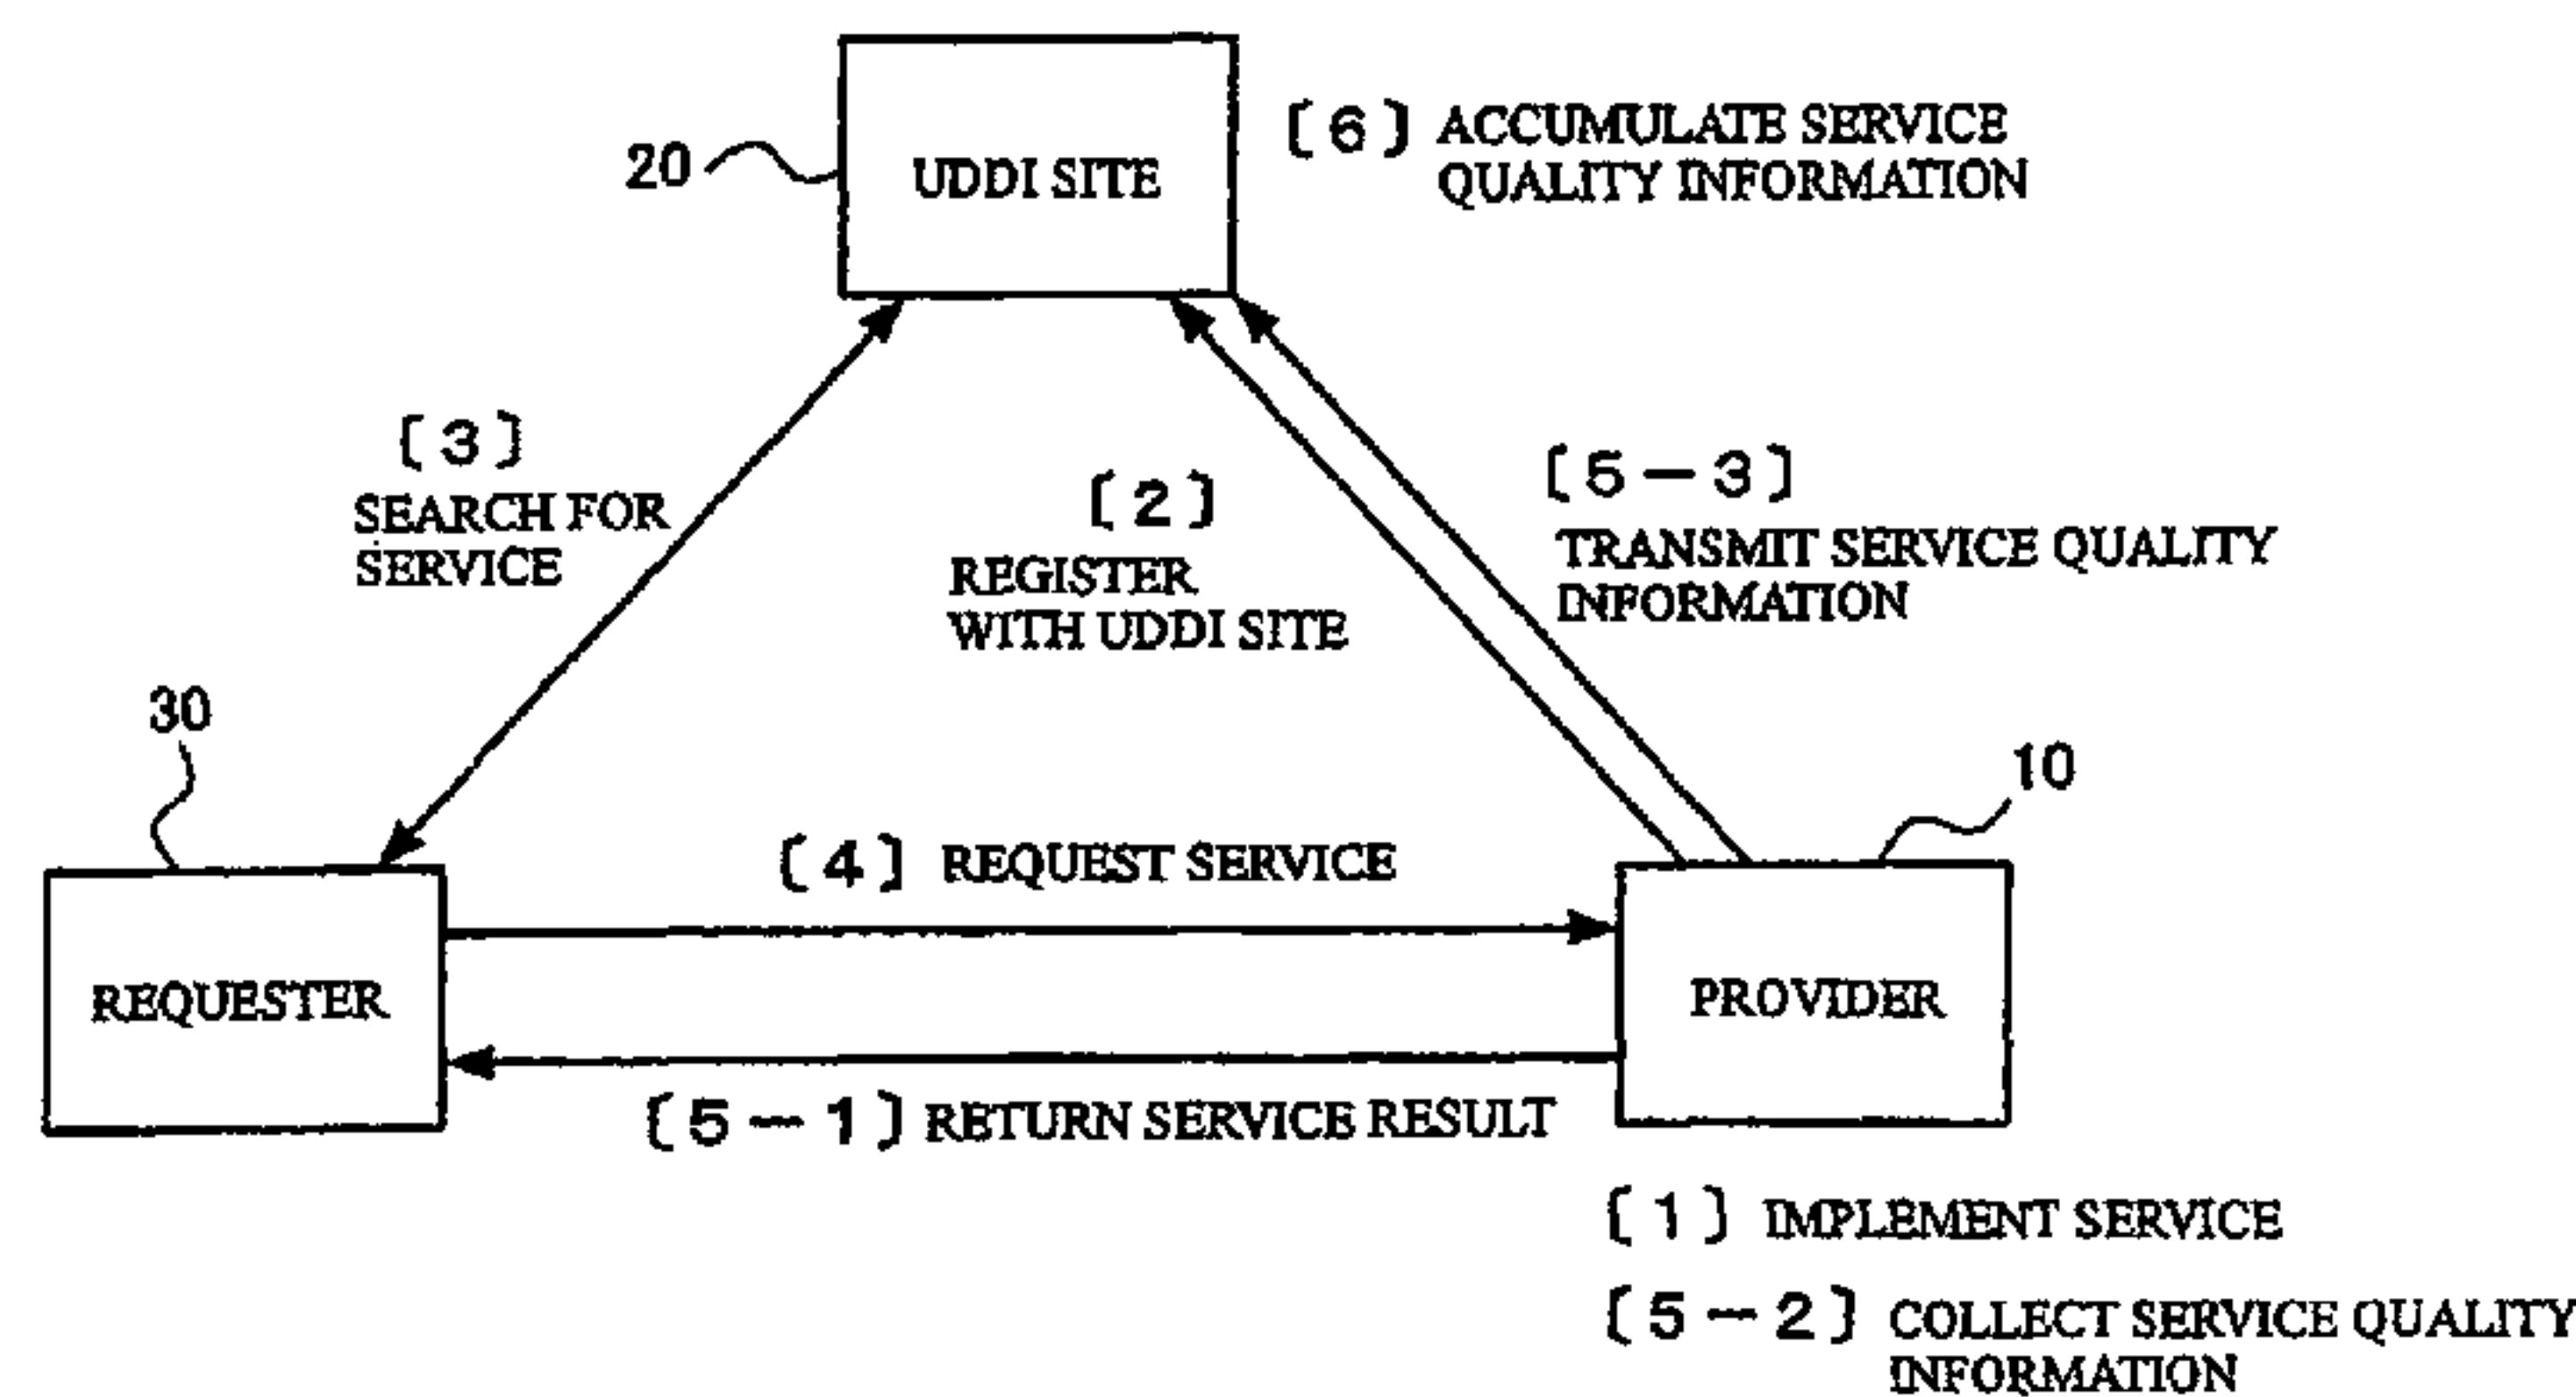 20
UDDI SITE
[6] ACCUMULATE SERVICE
QUALITY INFORMATION
[3]
SEARCH FOR
SERVICE
[2]
REGISTER
WITH UDDI SITE
[5-3]
TRANSMIT SERVICE QUALITY
INFORMATION
30
10
[4] REQUEST SERVICE
REQUESTER
PROVIDER
[5-1] RETURN SERVICE RESULT
[1] IMPLEMENT SERVICE
[5-2] COLLECT SERVICE QUALITY
INFORMATION